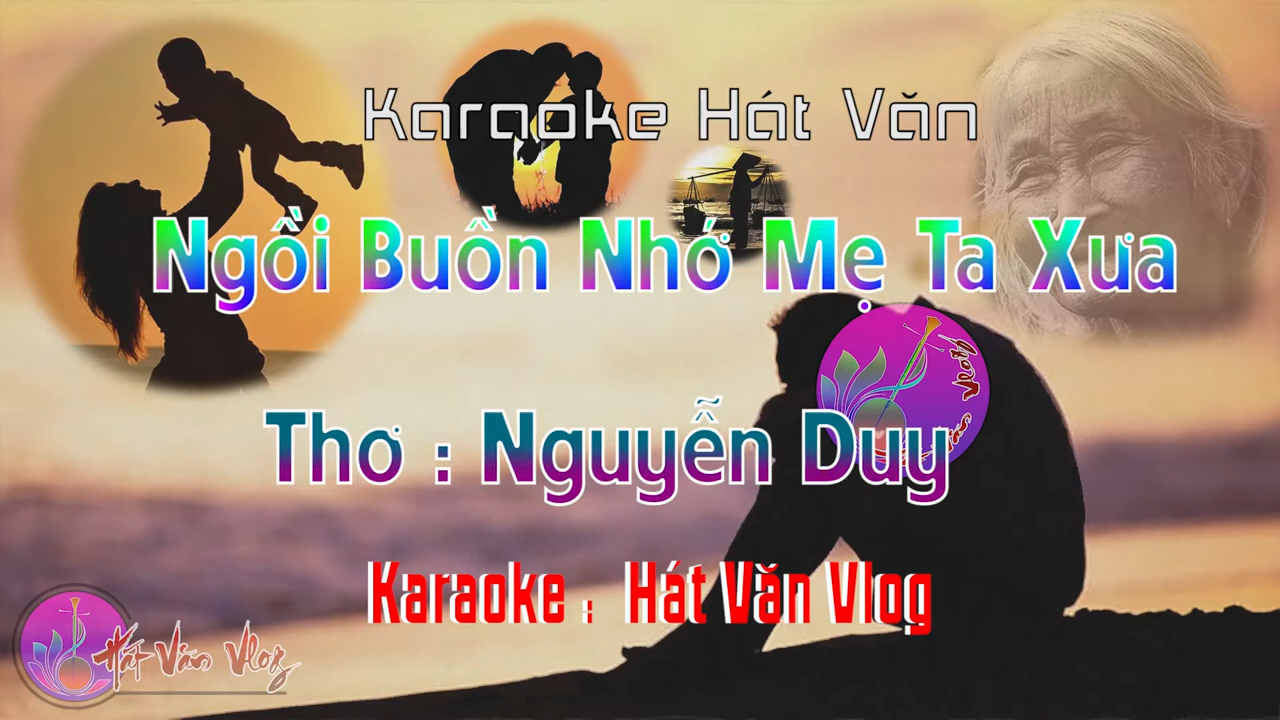 Karaoke Hát Văn
Ngồi Buồn Nhớ Mẹ Ta Xưa
Thơ : Nguyễn Duy
Karaoke : Hát Văn Vlog
Hát Văn Vlog